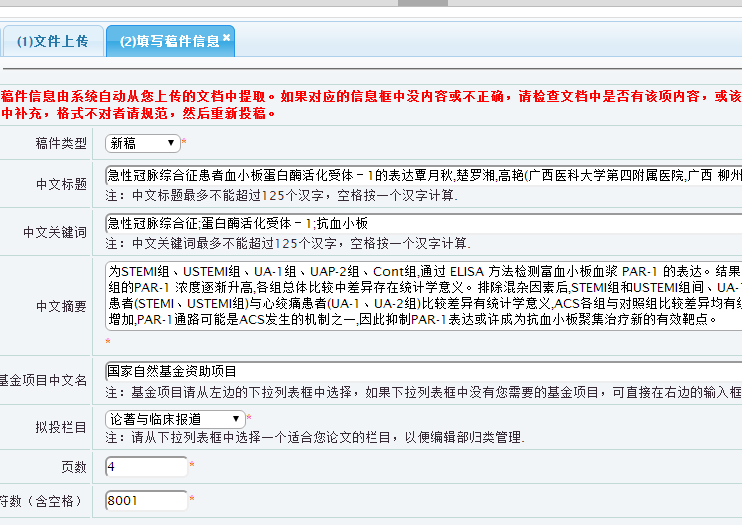 (1)文件上传
(2)填写稿件信息
稿件信息由系统自动从您上传的文档中提取。如果对应的信息框中没内容或不正确，请检查文档中是否有该项内容，或该
中补充，格式不对者请规范，然后重新投稿。
稿件类型 新稿 *
中文标题 急性冠脉综合征患者血小板蛋白酶活化受体－1的表达覃月秋,楚罗湘,高艳(广西医科大学第四附属医院,广西 柳州
注：中文标题最多不能超过125个汉字，空格按一个汉字计算.
中文关键词 急性冠脉综合征;蛋白酶活化受体－1;抗血小板
注：中文关键词最多不能超过125个汉字，空格按一个汉字计算.
中文摘要
为STEMI组、USTEMI组、UA-1组、UAP-2组、Cont组,通过 ELISA 方法检测富血小板血浆 PAR-1 的表达。结果
组的PAR-1 浓度逐渐升高,各组总体比较中差异存在统计学意义。排除混杂因素后,STEMI组和USTEMI组间、UA-
患者(STEMI、USTEMI组)与心绞痛患者(UA-1、UA-2组)比较差异有统计学意义,ACS各组与对照组比较差异均有统
增加,PAR-1通路可能是ACS发生的机制之一,因此抑制PAR-1表达或许成为抗血小板聚集治疗新的有效靶点。
*
基金项目中文名 国家自然基金资助项目
注：基金项目请从左边的下拉列表框中选择，如果下拉列表框中没有您需要的基金项目，可直接在右边的输入框
拟投栏目 论著与临床报道 *
注：请从下拉列表框中选择一个适合您论文的栏目，以便编辑部归类管理.
页数 4 *
符数（含空格） 8001 *